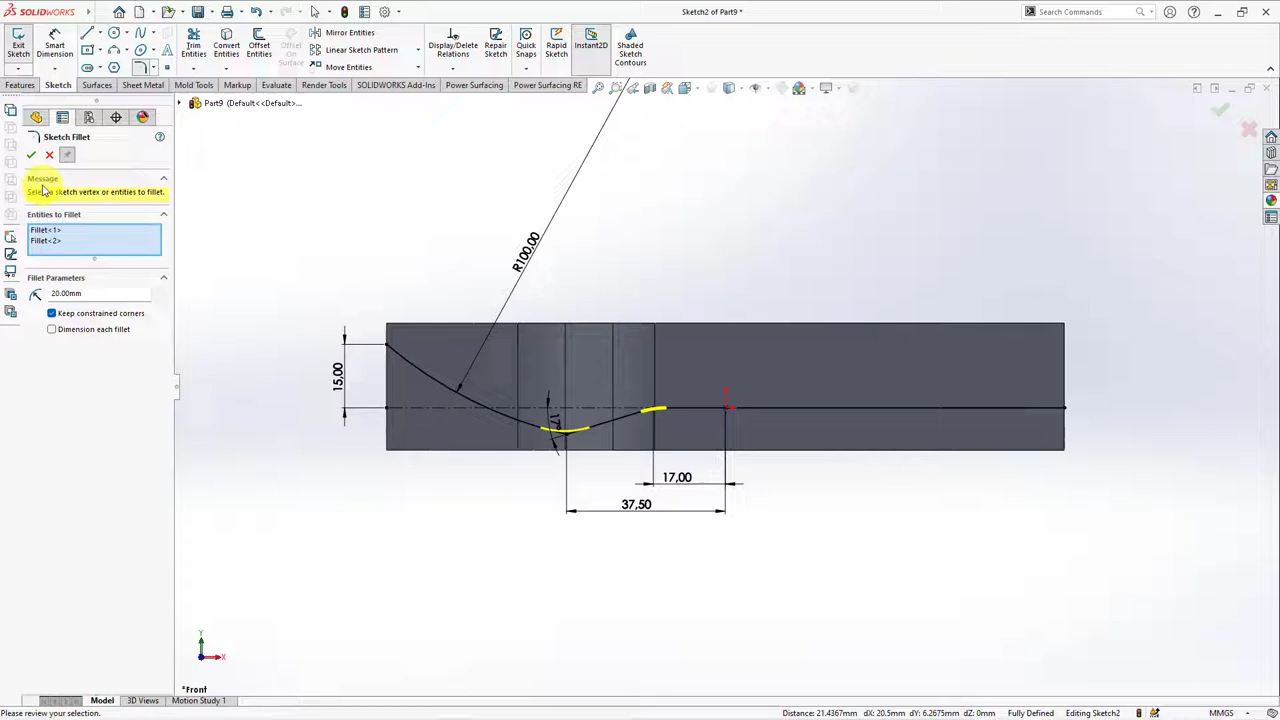 SOLIDWORKS
Sketch2 of Part9 *
Search Commands
Exit Sketch
Smart Dimension
Trim Entities
Convert Entities
Offset Entities
Offset On Surface
Mirror Entities
Linear Sketch Pattern
Move Entities
Display/Delete Relations
Repair Sketch
Quick Snaps
Rapid Sketch
Instant2D
Shaded Sketch Contours
Features
Sketch
Surfaces
Sheet Metal
Mold Tools
Markup
Evaluate
Render Tools
SOLIDWORKS Add-Ins
Power Surfacing
Power Surfacing RE
Part9 (Default<<Default>...
Sketch Fillet
Message
sketch vertex or entities to fillet.
Entities to Fillet
Fillet<1>
Fillet<2>
Fillet Parameters
20.00mm
Keep constrained corners
Dimension each fillet
R100,00
15,00
17°
17,00
37,50
Y
X
*Front
Model
3D Views
Motion Study 1
Please review your selection.
Distance: 21.4367mm dX: 20.5mm dY: 6.2675mm dZ: 0mm
Fully Defined
Editing Sketch2
MMGS